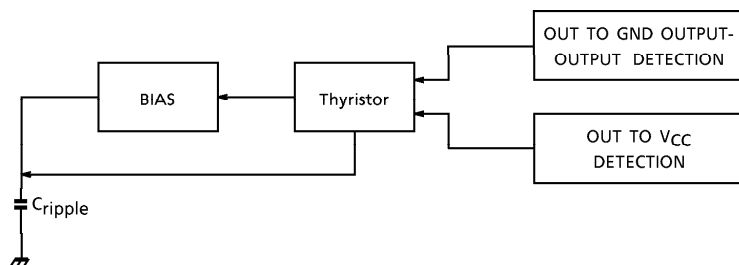 OUT TO GND OUTPUT-
OUTPUT DETECTION
BIAS
Thyristor
OUT TO VCC
DETECTION
Cripple